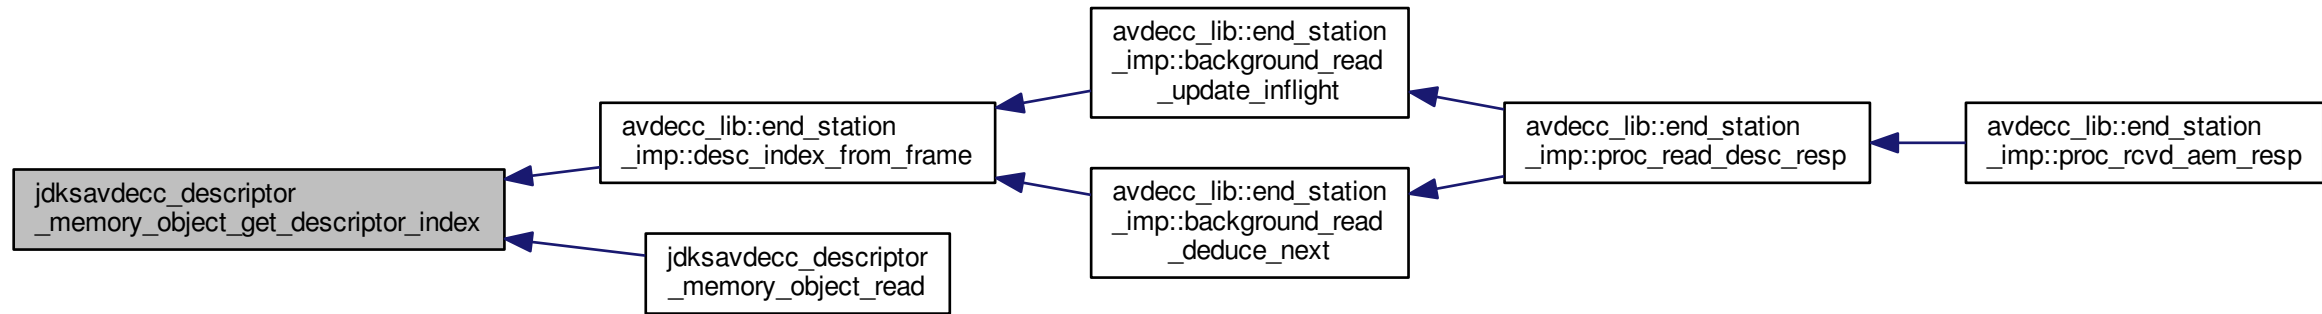 jdksavdecc_descriptor
_memory_object_get_descriptor_index
avdecc_lib::end_station
_imp::desc_index_from_frame
jdksavdecc_descriptor
_memory_object_read
avdecc_lib::end_station
_imp::background_read
_update_inflight
avdecc_lib::end_station
_imp::background_read
_deduce_next
avdecc_lib::end_station
_imp::proc_read_desc_resp
avdecc_lib::end_station
_imp::proc_rcvd_aem_resp